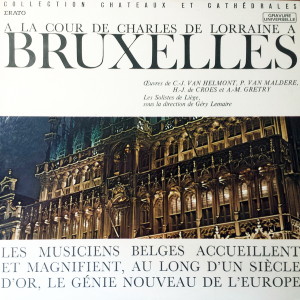 COLLECTION CHATEAUX ET CATHÉDRALES
ERATO
GRAVURE UNIVERSELLE
A LA COUR DE CHARLES DE LORRAINE A
BRUXELLES
Œuvres de C.-J. VAN HELMONT, P. VAN MALDERE,
H.-J. de CROES et A.-M. GRETRY
Les Solistes de Liège,
sous la direction de Géry Lemaire
LES MUSICIENS BELGES ACCUEILLENT
ET MAGNIFIENT, AU LONG D'UN SIÈCLE
D'OR, LE GÉNIE NOUVEAU DE L'EUROPE